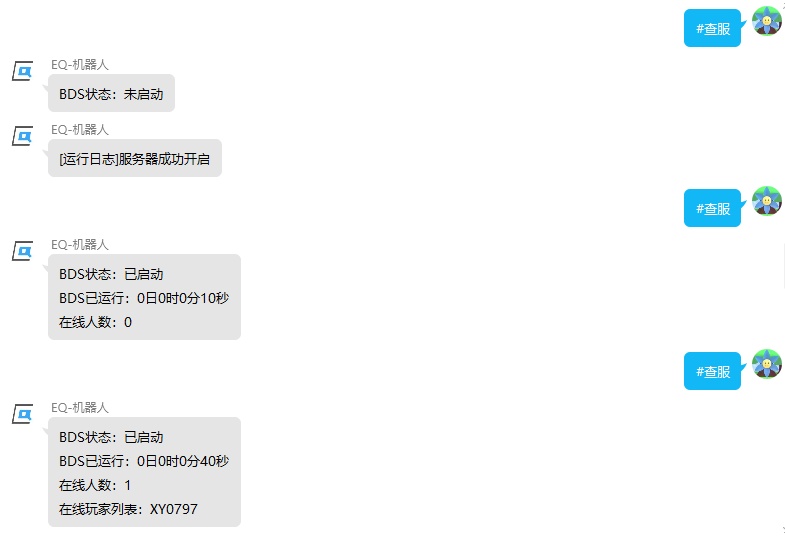 #查服
EQ-机器人
BDS状态：未启动
EQ-机器人
[运行日志]服务器成功开启
#查服
EQ-机器人
BDS状态：已启动
BDS已运行：0日0时0分10秒
在线人数：0
#查服
EQ-机器人
BDS状态：已启动
BDS已运行：0日0时0分40秒
在线人数：1
在线玩家列表：XY0797